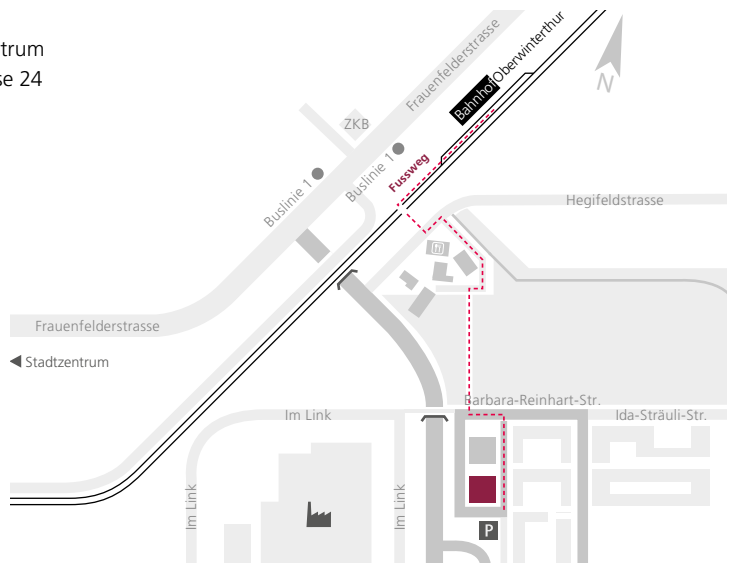 trum
se 24
Frauenfelderstrasse
Bahnhof Oberwinterthur
N
ZKB
Buslinie 1
Buslinie 1
Fussweg
Hegifeldstrasse
Frauenfelderstrasse
Stadtzentrum
Barbara-Reinhart-Str.
Im Link
Ida-Sträuli-Str.
Im Link
Im Link
P